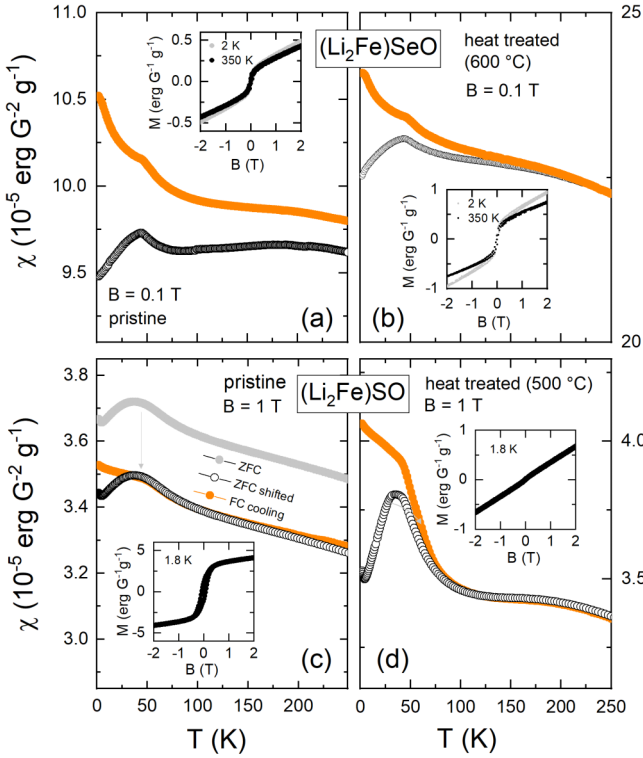 (Li₂Fe)SeO
11.0
10.5
10.0
9.5
χ (10⁻⁵ erg G⁻² g⁻¹)
0.5
0.0
-0.5
M (erg G⁻¹ g⁻¹)
2 K
350 K
-2 0 2
B (T)
B = 0.1 T
pristine
(a)
25
20
heat treated
(600 °C)
B = 0.1 T
1
0
-1
M (erg G⁻¹ g⁻¹)
2 K
350 K
-2 -1 0 1 2
B (T)
(b)
(Li₂Fe)SO
3.8
3.6
3.4
3.2
3.0
χ (10⁻⁵ erg G⁻² g⁻¹)
pristine
B = 1 T
ZFC
ZFC shifted
FC cooling
5
0
-5
M (erg G⁻¹ g⁻¹)
1.8 K
-2 -1 0 1 2
B (T)
(c)
0 50 100 150 200
T (K)
heat treated (500 °C)
B = 1 T
4.0
3.5
1
0
-1
M (erg G⁻¹ g⁻¹)
1.8 K
-2 -1 0 1 2
B (T)
(d)
0 50 100 150 200 250
T (K)